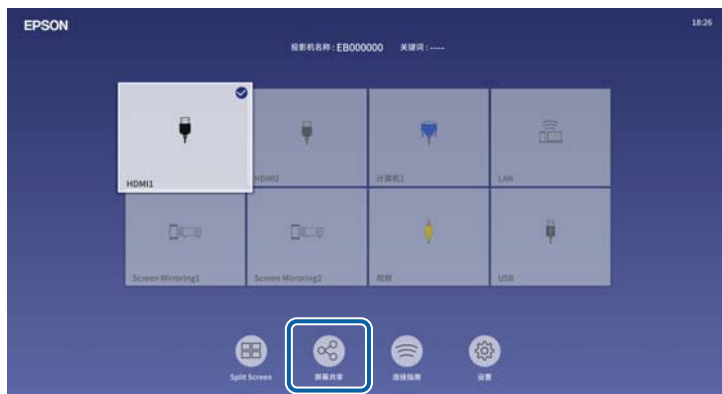 EPSON
18:26
投影机名称 : EB000000 关键词 : ----
HDMI1
HDMI2
计算机1
LAN
Screen Mirroring1
Screen Mirroring2
视频
USB
Split Screen
屏幕共享
连接指南
设置